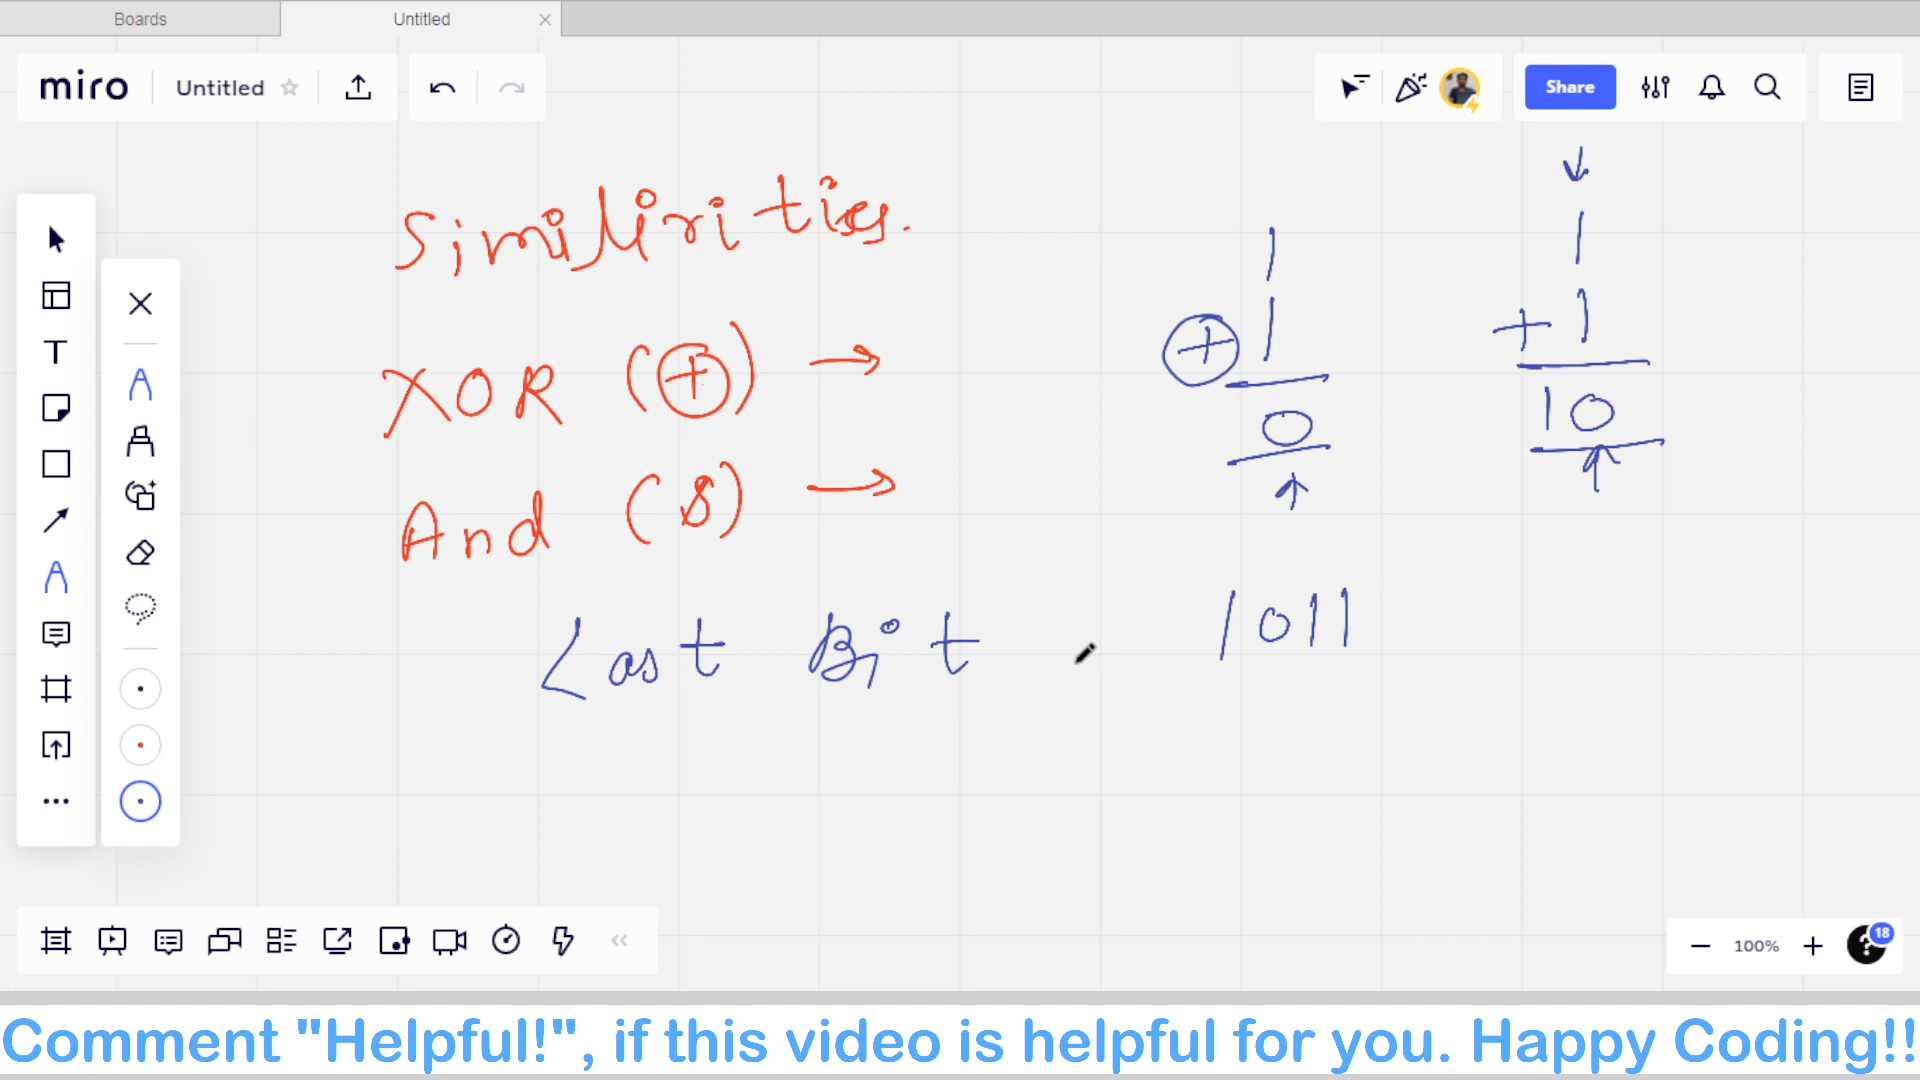 Boards
Untitled
miro
Untitled
Share
Similirities.
XOR (⊕) →
And (&) →
Last Bit
↓
1
⊕ 1
0
↑
1
+ 1
10
↑
1011
100%
18
Comment "Helpful!", if this video is helpful for you. Happy Coding!!